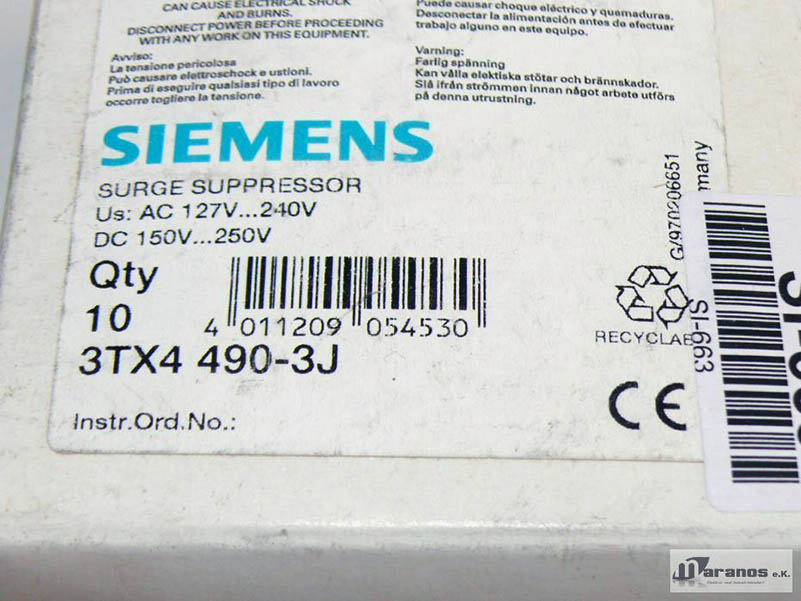 CAN CAUSE ELECTRICAL SHOCK
AND BURNS.
DISCONNECT POWER BEFORE PROCEEDING
WITH ANY WORK ON THIS EQUIPMENT.
Puede causar choque eléctrico y quemaduras.
Desconectar la alimentación antes de efectuar
trabajo alguno en este equipo.
Avviso:
La tensione pericolosa
Può causare elettroschock e ustioni.
Prima di eseguire qualsiasi tipo di lavoro
occorre togliere la tensione.
Varning:
Farlig spänning
Kan vålla elektiska stötar och brännskador.
Slå ifrån strömmen innan något arbete utförs
på denna utrustning.
SIEMENS
SURGE SUPPRESSOR
Us: AC 127V...240V
DC 150V...250V
Qty
10
4 011209 054530
3TX4 490-3J
Instr.Ord.No.:
G/970206651
many
RECYCLAB
CE
SI-663
Maranos e.K.